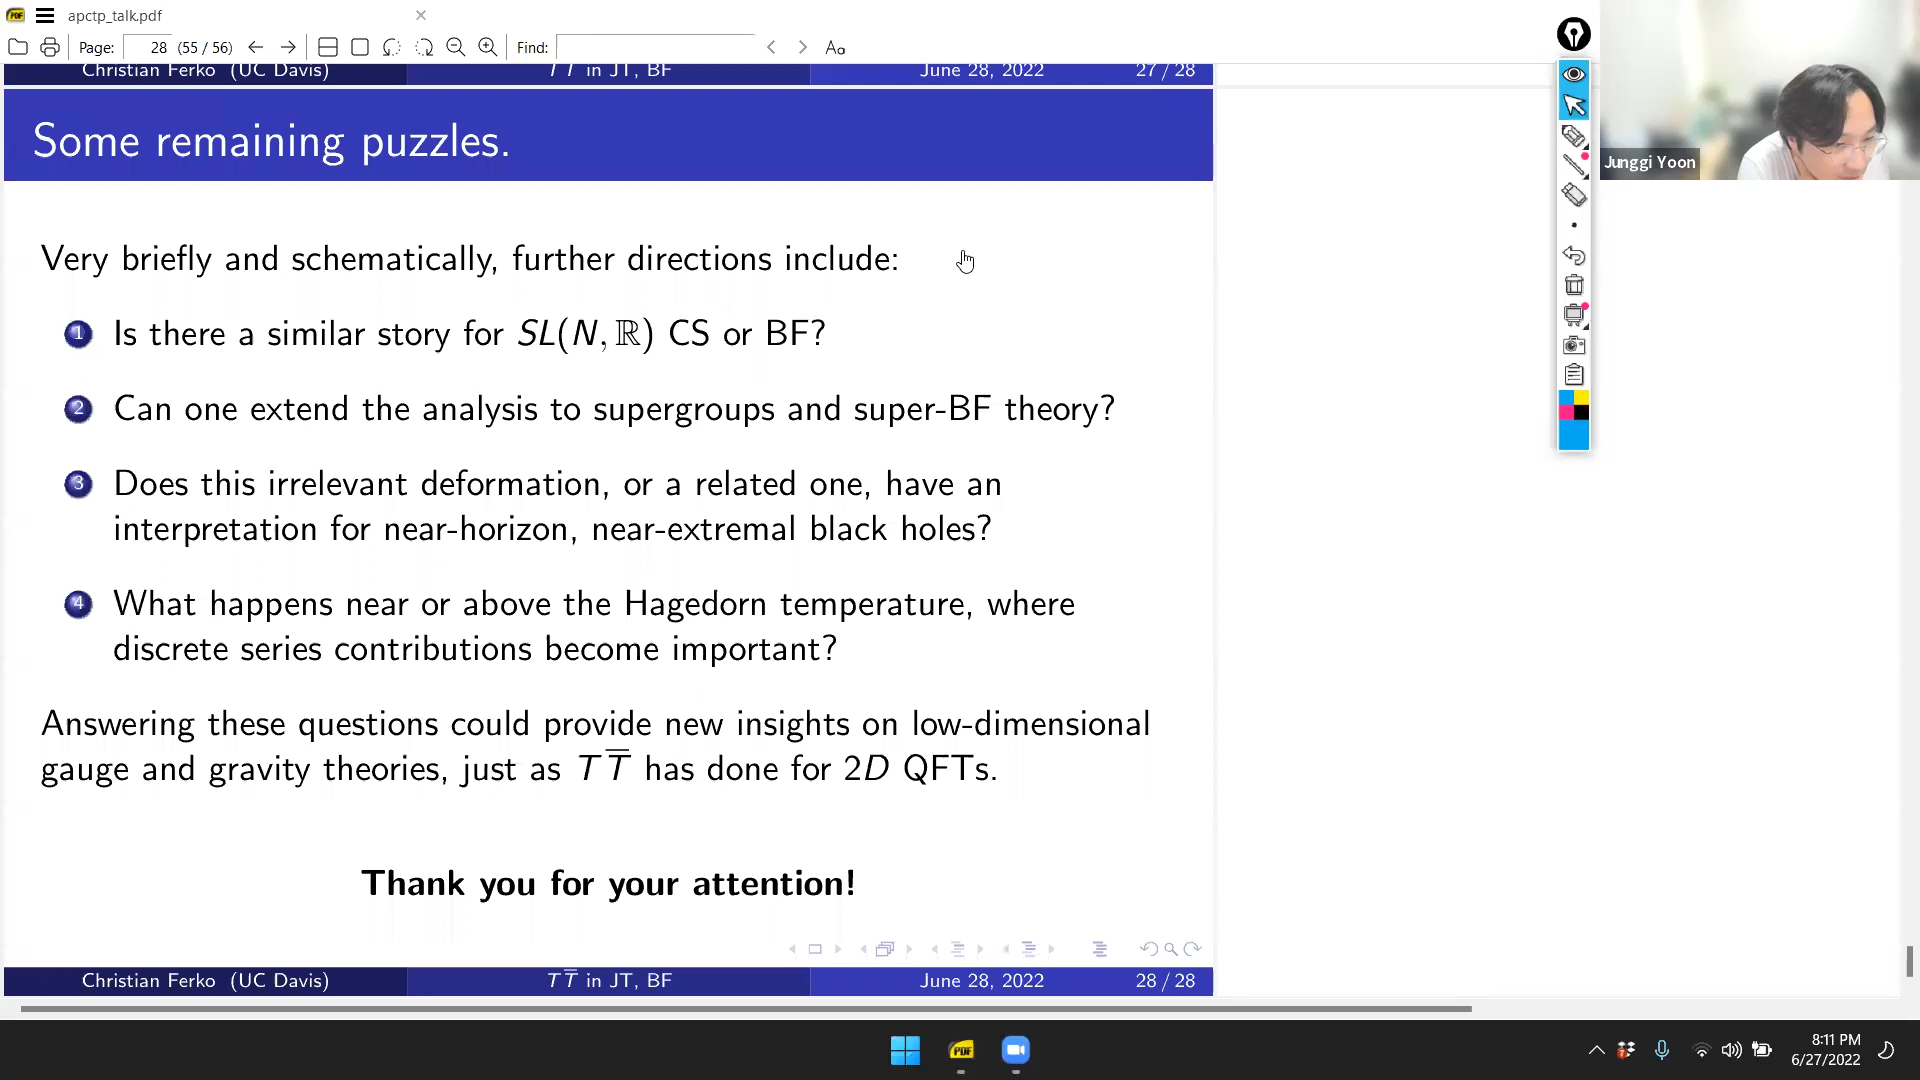 apctp_talk.pdf
Page: 28 (55 / 56) Find: Aa
Christian Ferko (UC Davis) TT in JT, BF June 28, 2022 27 / 28
Some remaining puzzles.
Junggi Yoon
Very briefly and schematically, further directions include:
1 Is there a similar story for SL(N, ℝ) CS or BF?
2 Can one extend the analysis to supergroups and super-BF theory?
3 Does this irrelevant deformation, or a related one, have an
interpretation for near-horizon, near-extremal black holes?
4 What happens near or above the Hagedorn temperature, where
discrete series contributions become important?
Answering these questions could provide new insights on low-dimensional
gauge and gravity theories, just as TT̅ has done for 2D QFTs.
Thank you for your attention!
Christian Ferko (UC Davis) TT̅ in JT, BF June 28, 2022 28 / 28
PDF
8:11 PM
6/27/2022